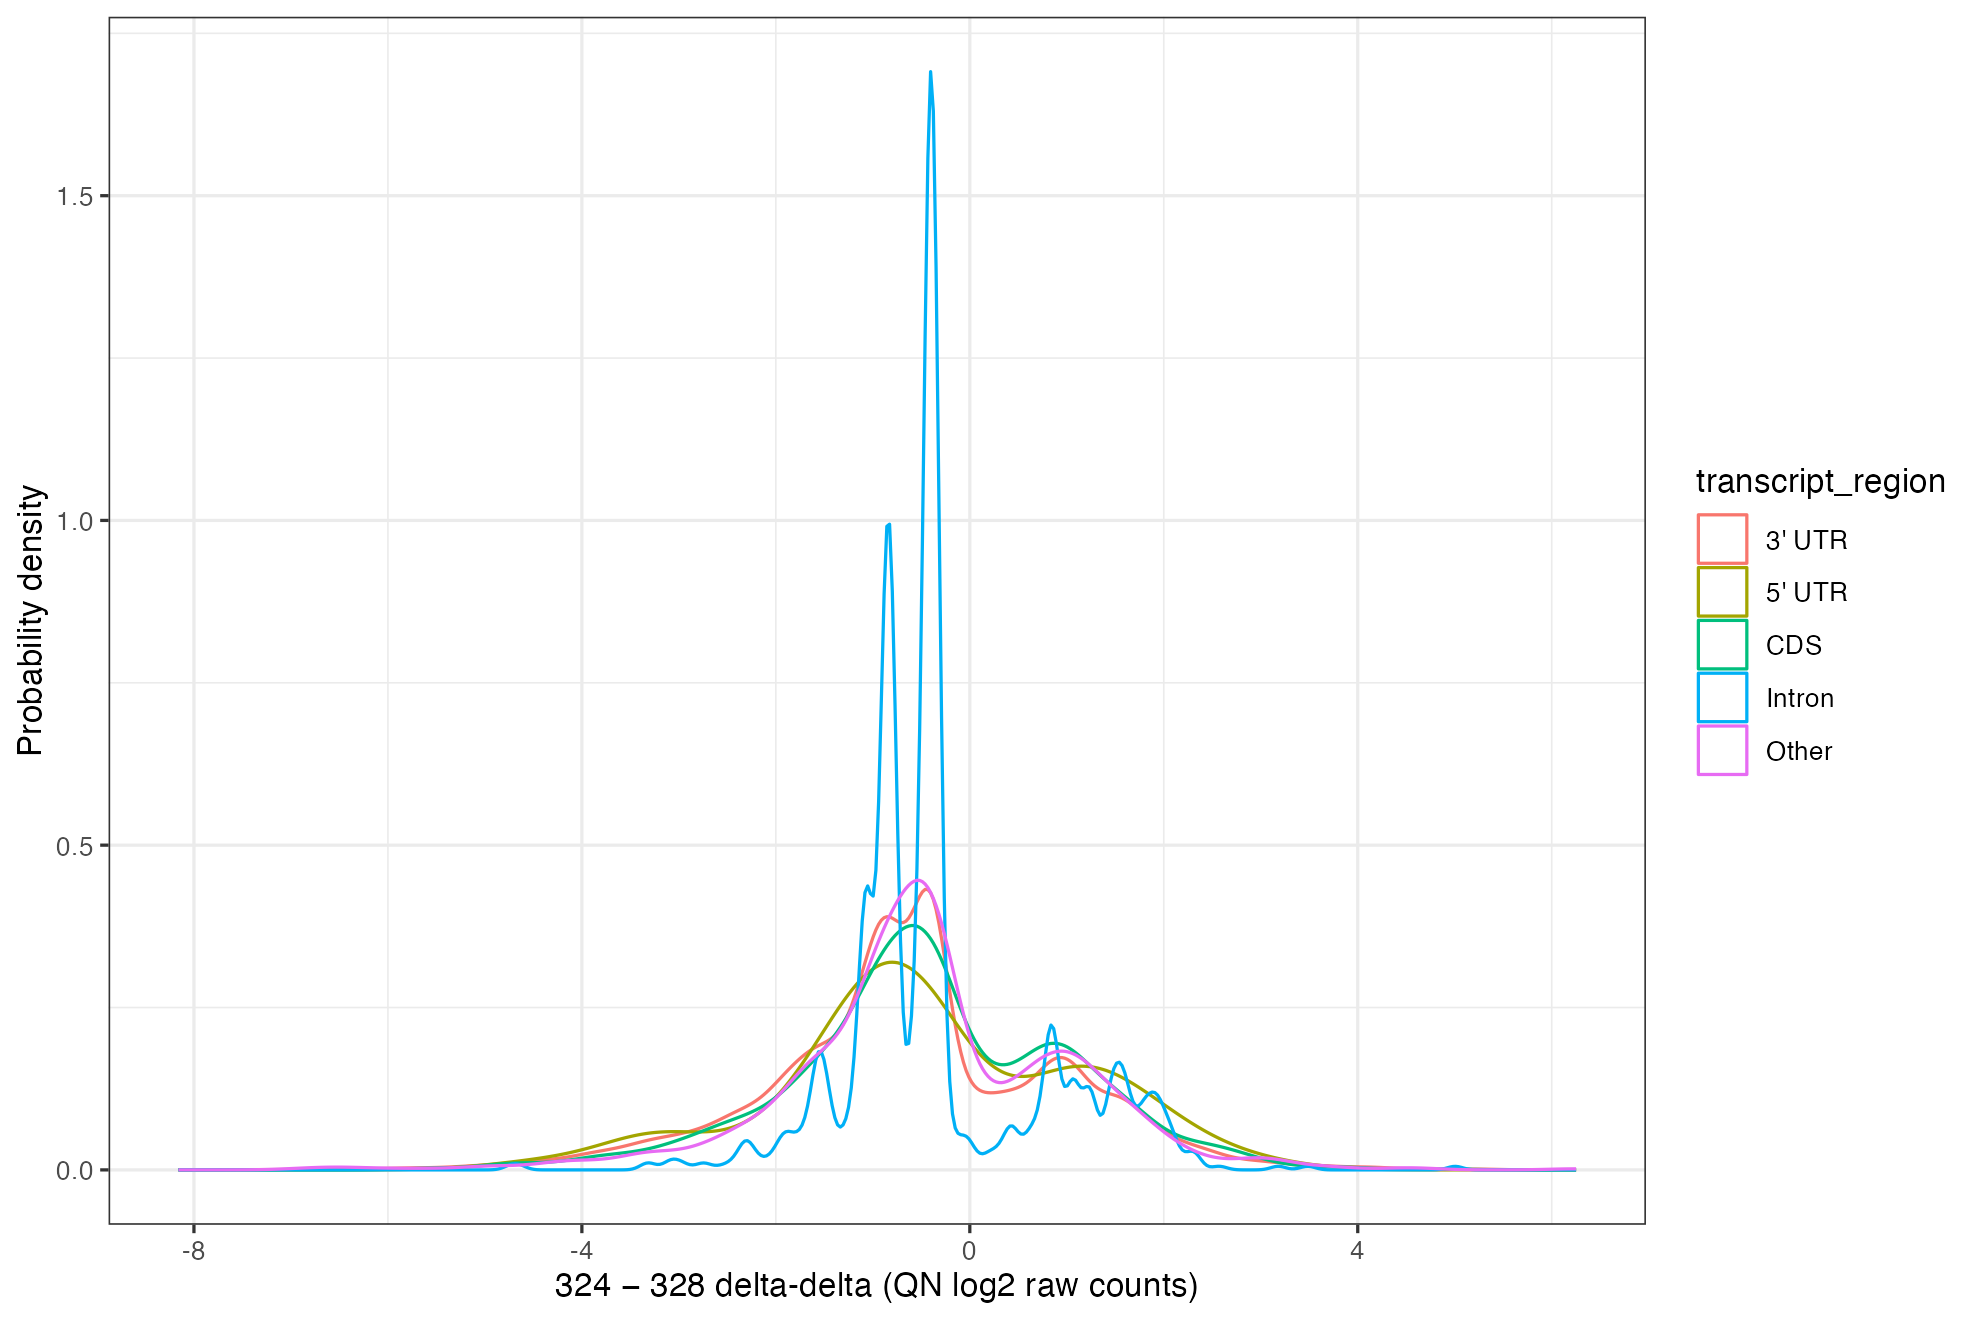 Probability density
1.5
1.0
0.5
0.0
-8
-4
0
4
324 − 328 delta-delta (QN log2 raw counts)
transcript_region
3' UTR
5' UTR
CDS
Intron
Other